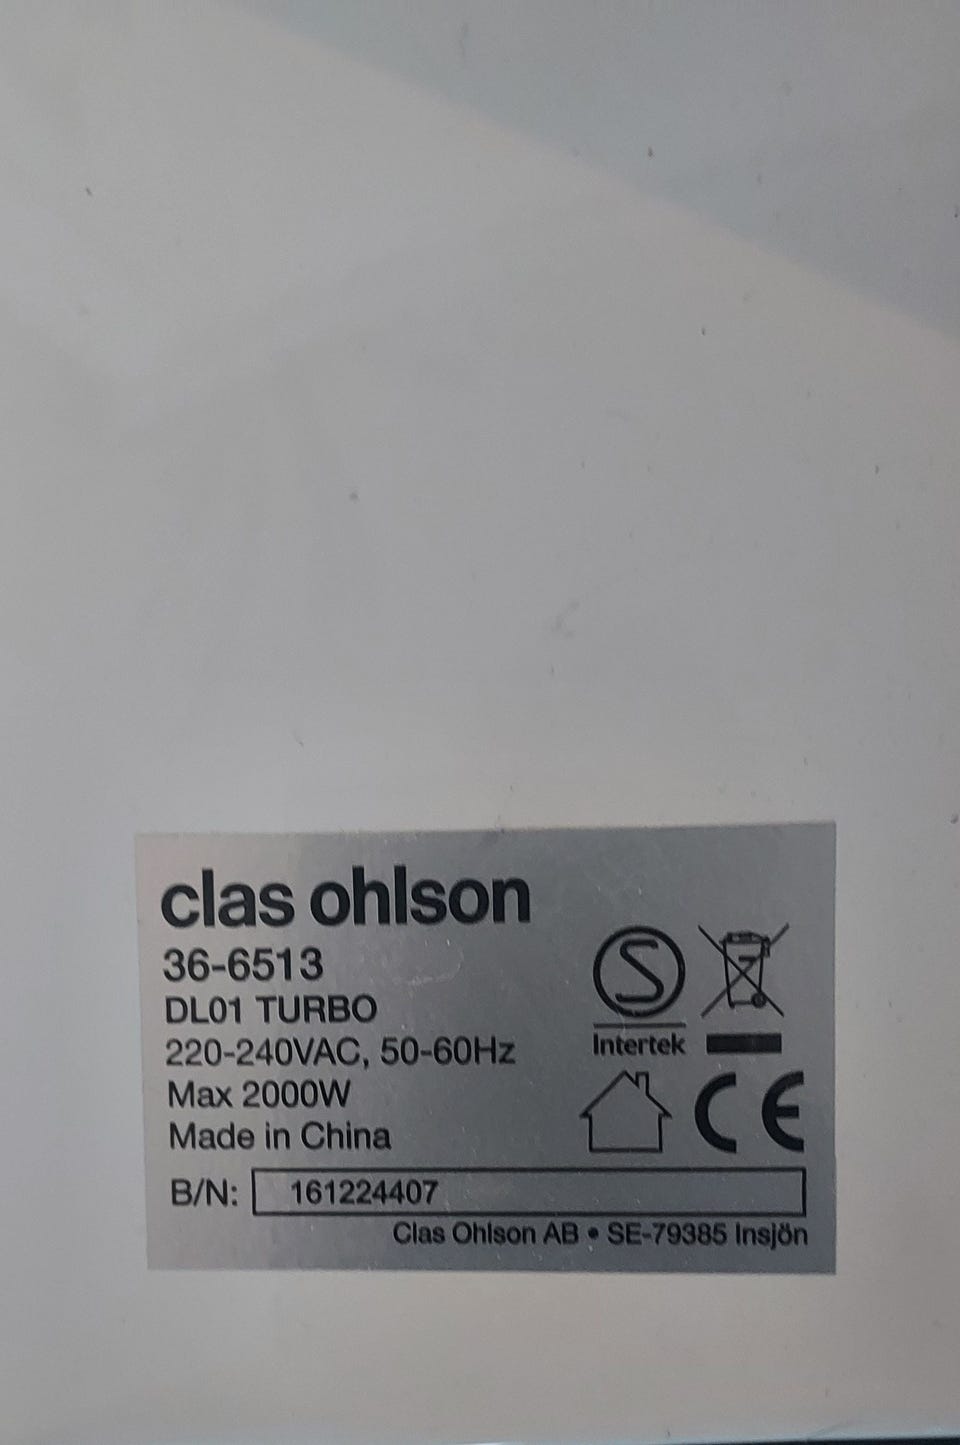 clas ohlson
36-6513
DL01 TURBO
220-240VAC, 50-60Hz
Max 2000W
Made in China
S
Intertek
CE
B/N: 161224407
Clas Ohlson AB • SE-79385 Insjön